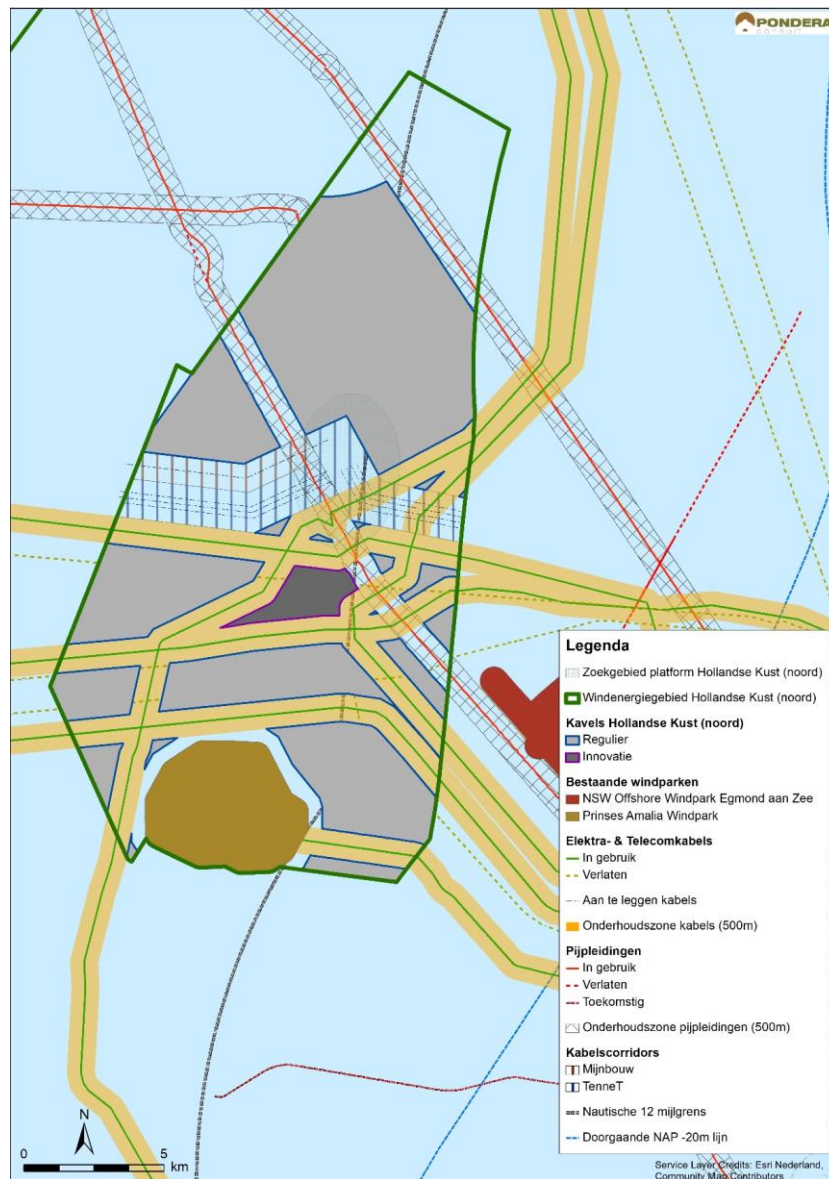 PONDERA
consult
Legenda
Zoekgebied platform Hollandse Kust (noord)
Windenergiegebied Hollandse Kust (noord)
Kavels Hollandse Kust (noord)
Regulier
Innovatie
Bestaande windparken
NSW Offshore Windpark Egmond aan Zee
Prinses Amalia Windpark
Elektra- & Telecomkabels
In gebruik
Verlaten
Aan te leggen kabels
Onderhoudszone kabels (500m)
Pijpleidingen
In gebruik
Verlaten
Toekomstig
Onderhoudszone pijpleidingen (500m)
Kabelscorridors
Mijnbouw
TenneT
Nautische 12 mijlgrens
Doorgaande NAP -20m lijn
N
0 5
km
Service Layer Credits: Esri Nederland,
Community Map Contributors